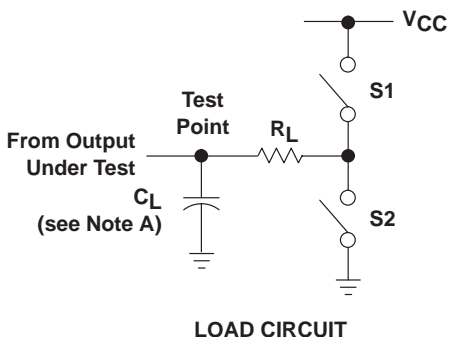 VCC
S1
Test
Point
RL
From Output
Under Test
CL
(see Note A)
S2
LOAD CIRCUIT